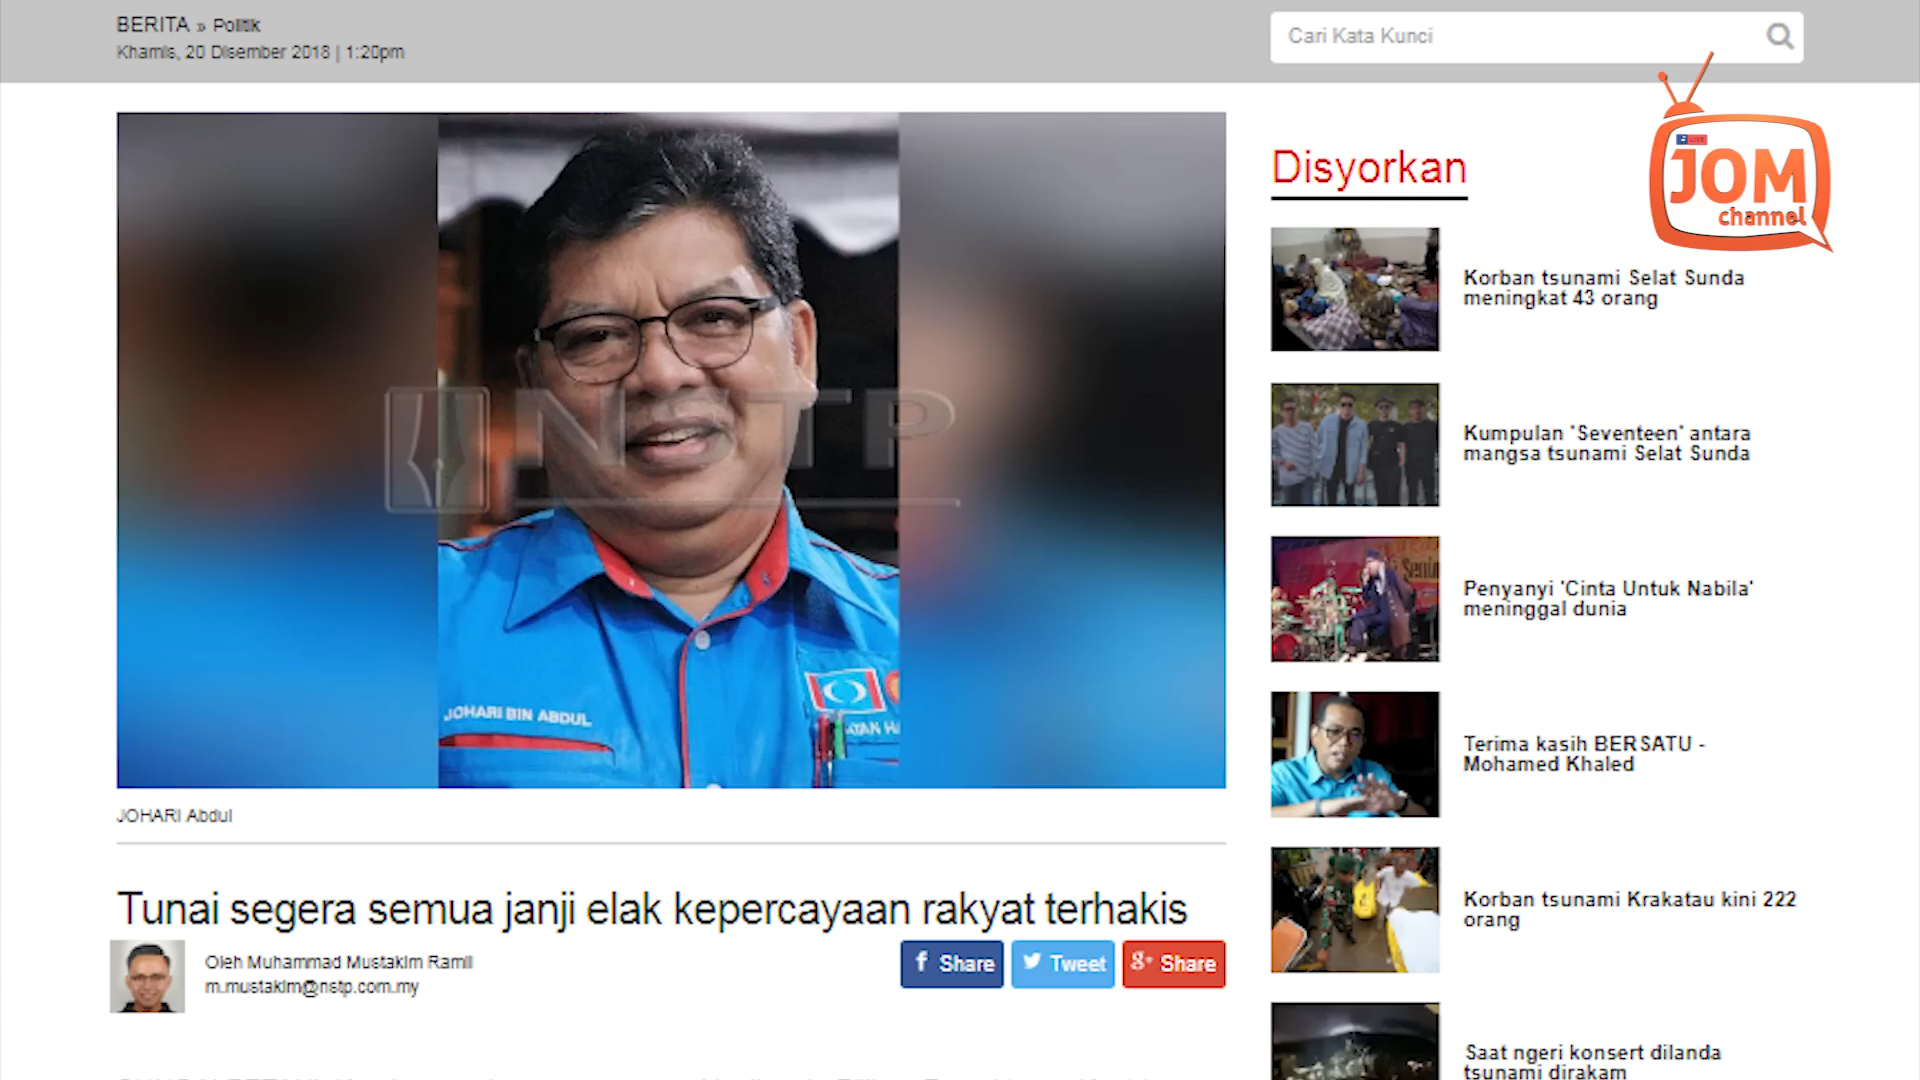 BERITA » Politik
Khamis, 20 Disember 2018 | 1:20pm
Cari Kata Kunci
LIVE
JOM
channel
Disyorkan
NSTP
JOHARI BIN ABDUL
JOHARI Abdul
Tunai segera semua janji elak kepercayaan rakyat terhakis
Oleh Muhammad Mustakim Ramli
m.mustakim@nstp.com.my
Share
Tweet
Share
Korban tsunami Selat Sunda
meningkat 43 orang
Kumpulan 'Seventeen' antara
mangsa tsunami Selat Sunda
Penyanyi 'Cinta Untuk Nabila'
meninggal dunia
Terima kasih BERSATU -
Mohamed Khaled
Korban tsunami Krakatau kini 222
orang
Saat ngeri konsert dilanda
tsunami dirakam